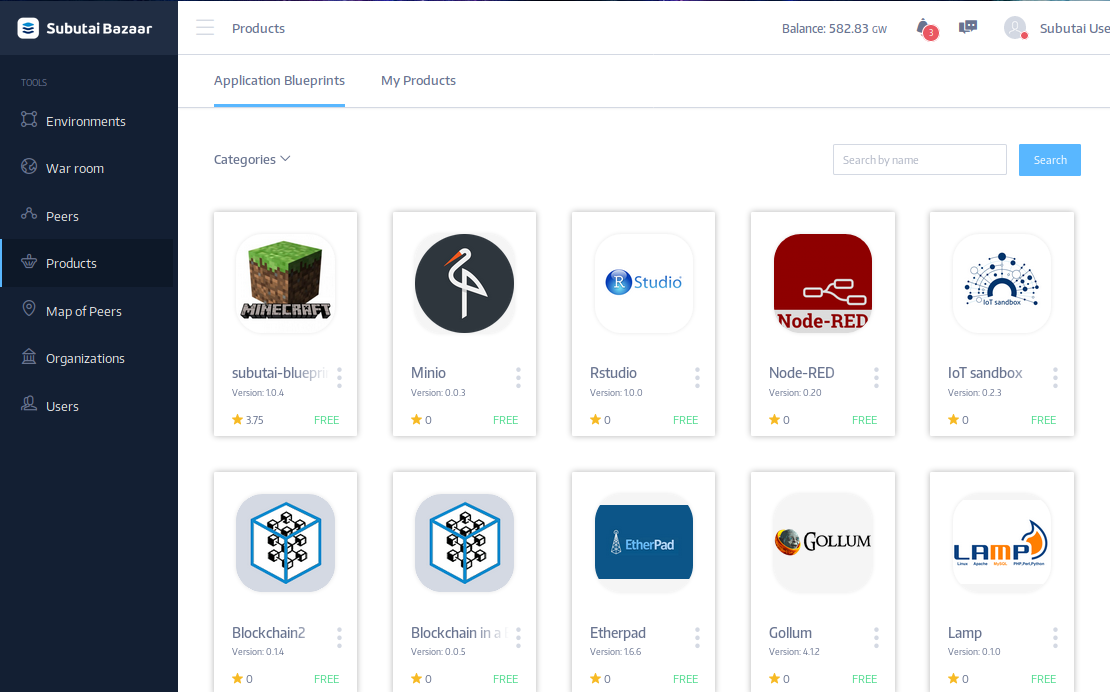 Subutai Bazaar
Products
Balance: 582.83 GW
3
Subutai Use
TOOLS
Environments
War room
Peers
Products
Map of Peers
Organizations
Users
Application Blueprints
My Products
Categories
Search by name
Search
MINECRAFT
R Studio
Node-RED
IoT sandbox
subutai-blueprin
Minio
Rstudio
Node-RED
IoT sandbox
Version: 1.0.4
Version: 0.0.3
Version: 1.0.0
Version: 0.20
Version: 0.2.3
3.75 FREE
0 FREE
0 FREE
0 FREE
0 FREE
EtherPad
GOLLUM
LAMP
Linux Apache MySQL PHP,Perl,Python
Blockchain2
Blockchain in a
Etherpad
Gollum
Lamp
Version: 0.1.4
Version: 0.0.5
Version: 1.6.6
Version: 4.1.2
Version: 0.1.0
0 FREE
0 FREE
0 FREE
0 FREE
0 FREE